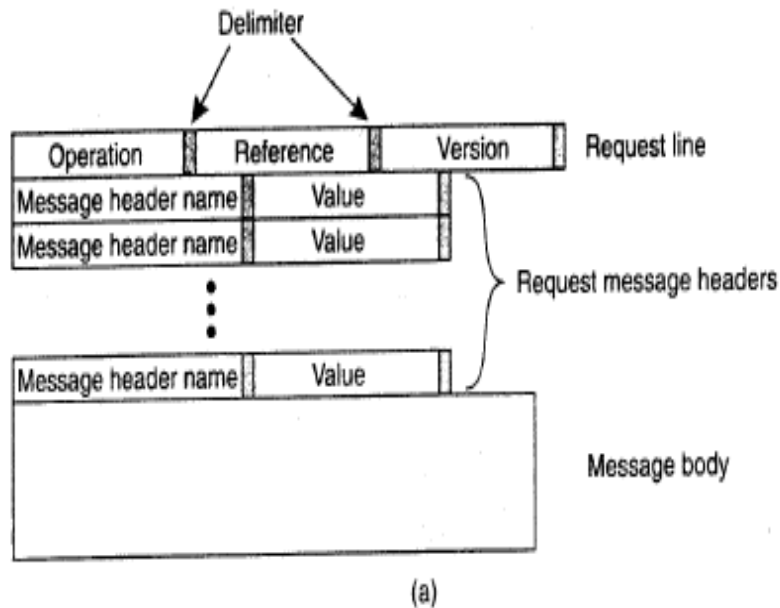 Delimiter
Operation Reference Version Request line
Message header name Value
Message header name Value
Request message headers
Message header name Value
Message body
(a)